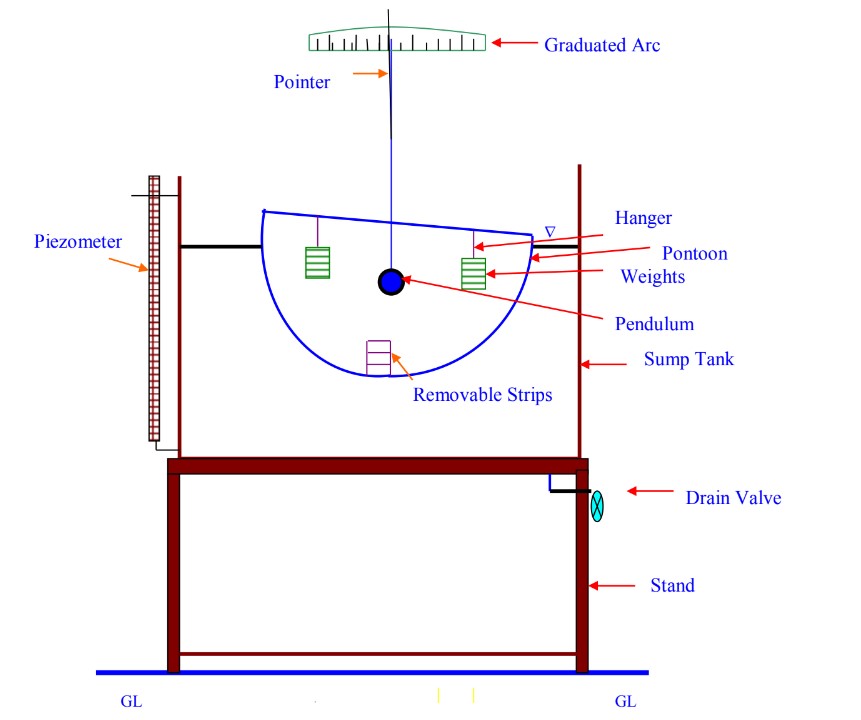 Graduated Arc
Pointer
Hanger
Piezometer
Pontoon
Weights
Pendulum
Sump Tank
Removable Strips
Drain Valve
Stand
GL
GL